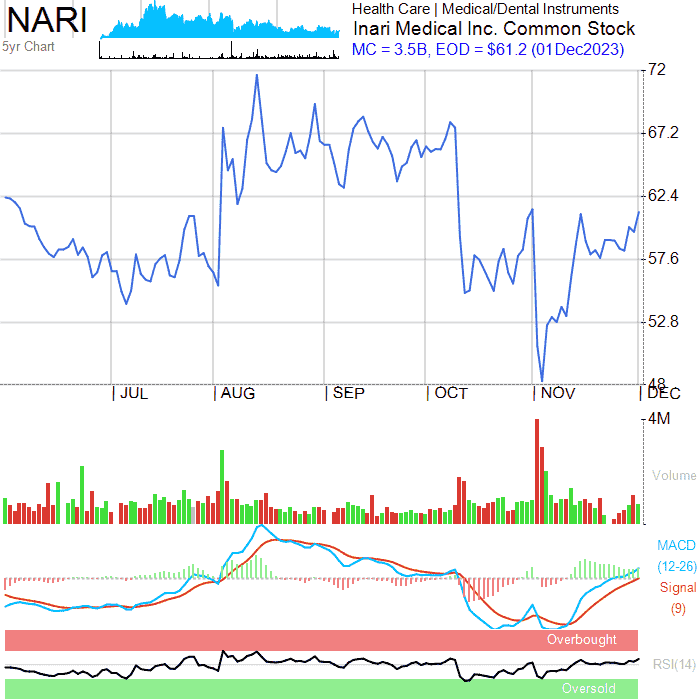 NARI
5yr Chart
Health Care | Medical/Dental Instruments
Inari Medical Inc. Common Stock
MC = 3.5B, EOD = $61.2 (01Dec2023)
72
67.2
62.4
57.6
52.8
48
JUL AUG SEP OCT NOV DEC
4M
Volume
MACD
(12-26)
Signal
(9)
Overbought
RSI(14)
Oversold